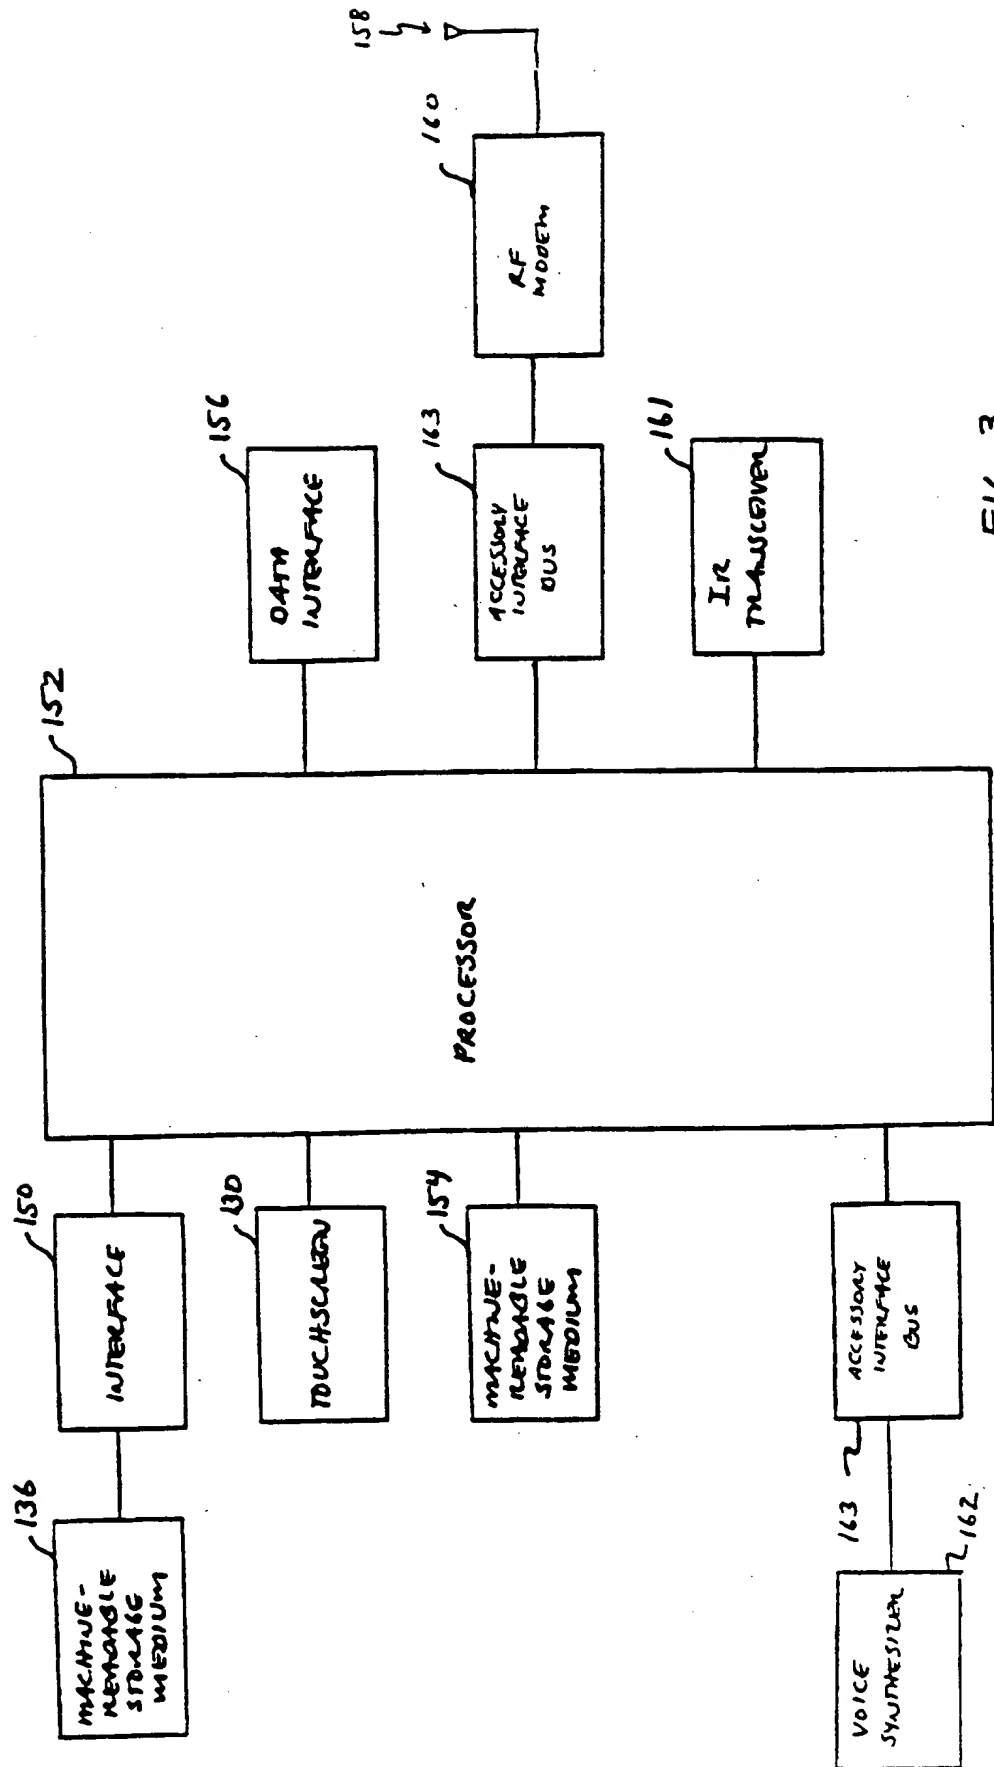 136
MACHINE-
READABLE
STORAGE
MEDIUM
150
INTERFACE
130
TOUCHSCREEN
154
MACHINE-
READABLE
STORAGE
MEDIUM
163
ACCESSORY
INTERFACE
BUS
162
VOICE
SYNTHESIZER
152
PROCESSOR
156
DATA
INTERFACE
163
ACCESSORY
INTERFACE
BUS
161
IR
TRANSCEIVER
160
RF
MODEM
158